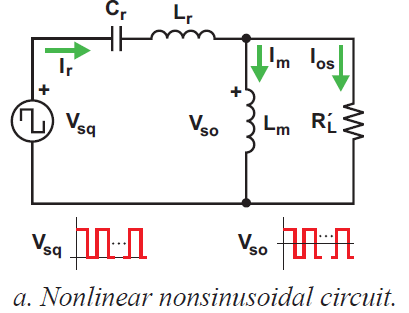 Cr
Lr
Ir
Im
Ios
+
+
Vsq
Vso
Lm
R′L
Vsq
...
Vso
...
a. Nonlinear nonsinusoidal circuit.